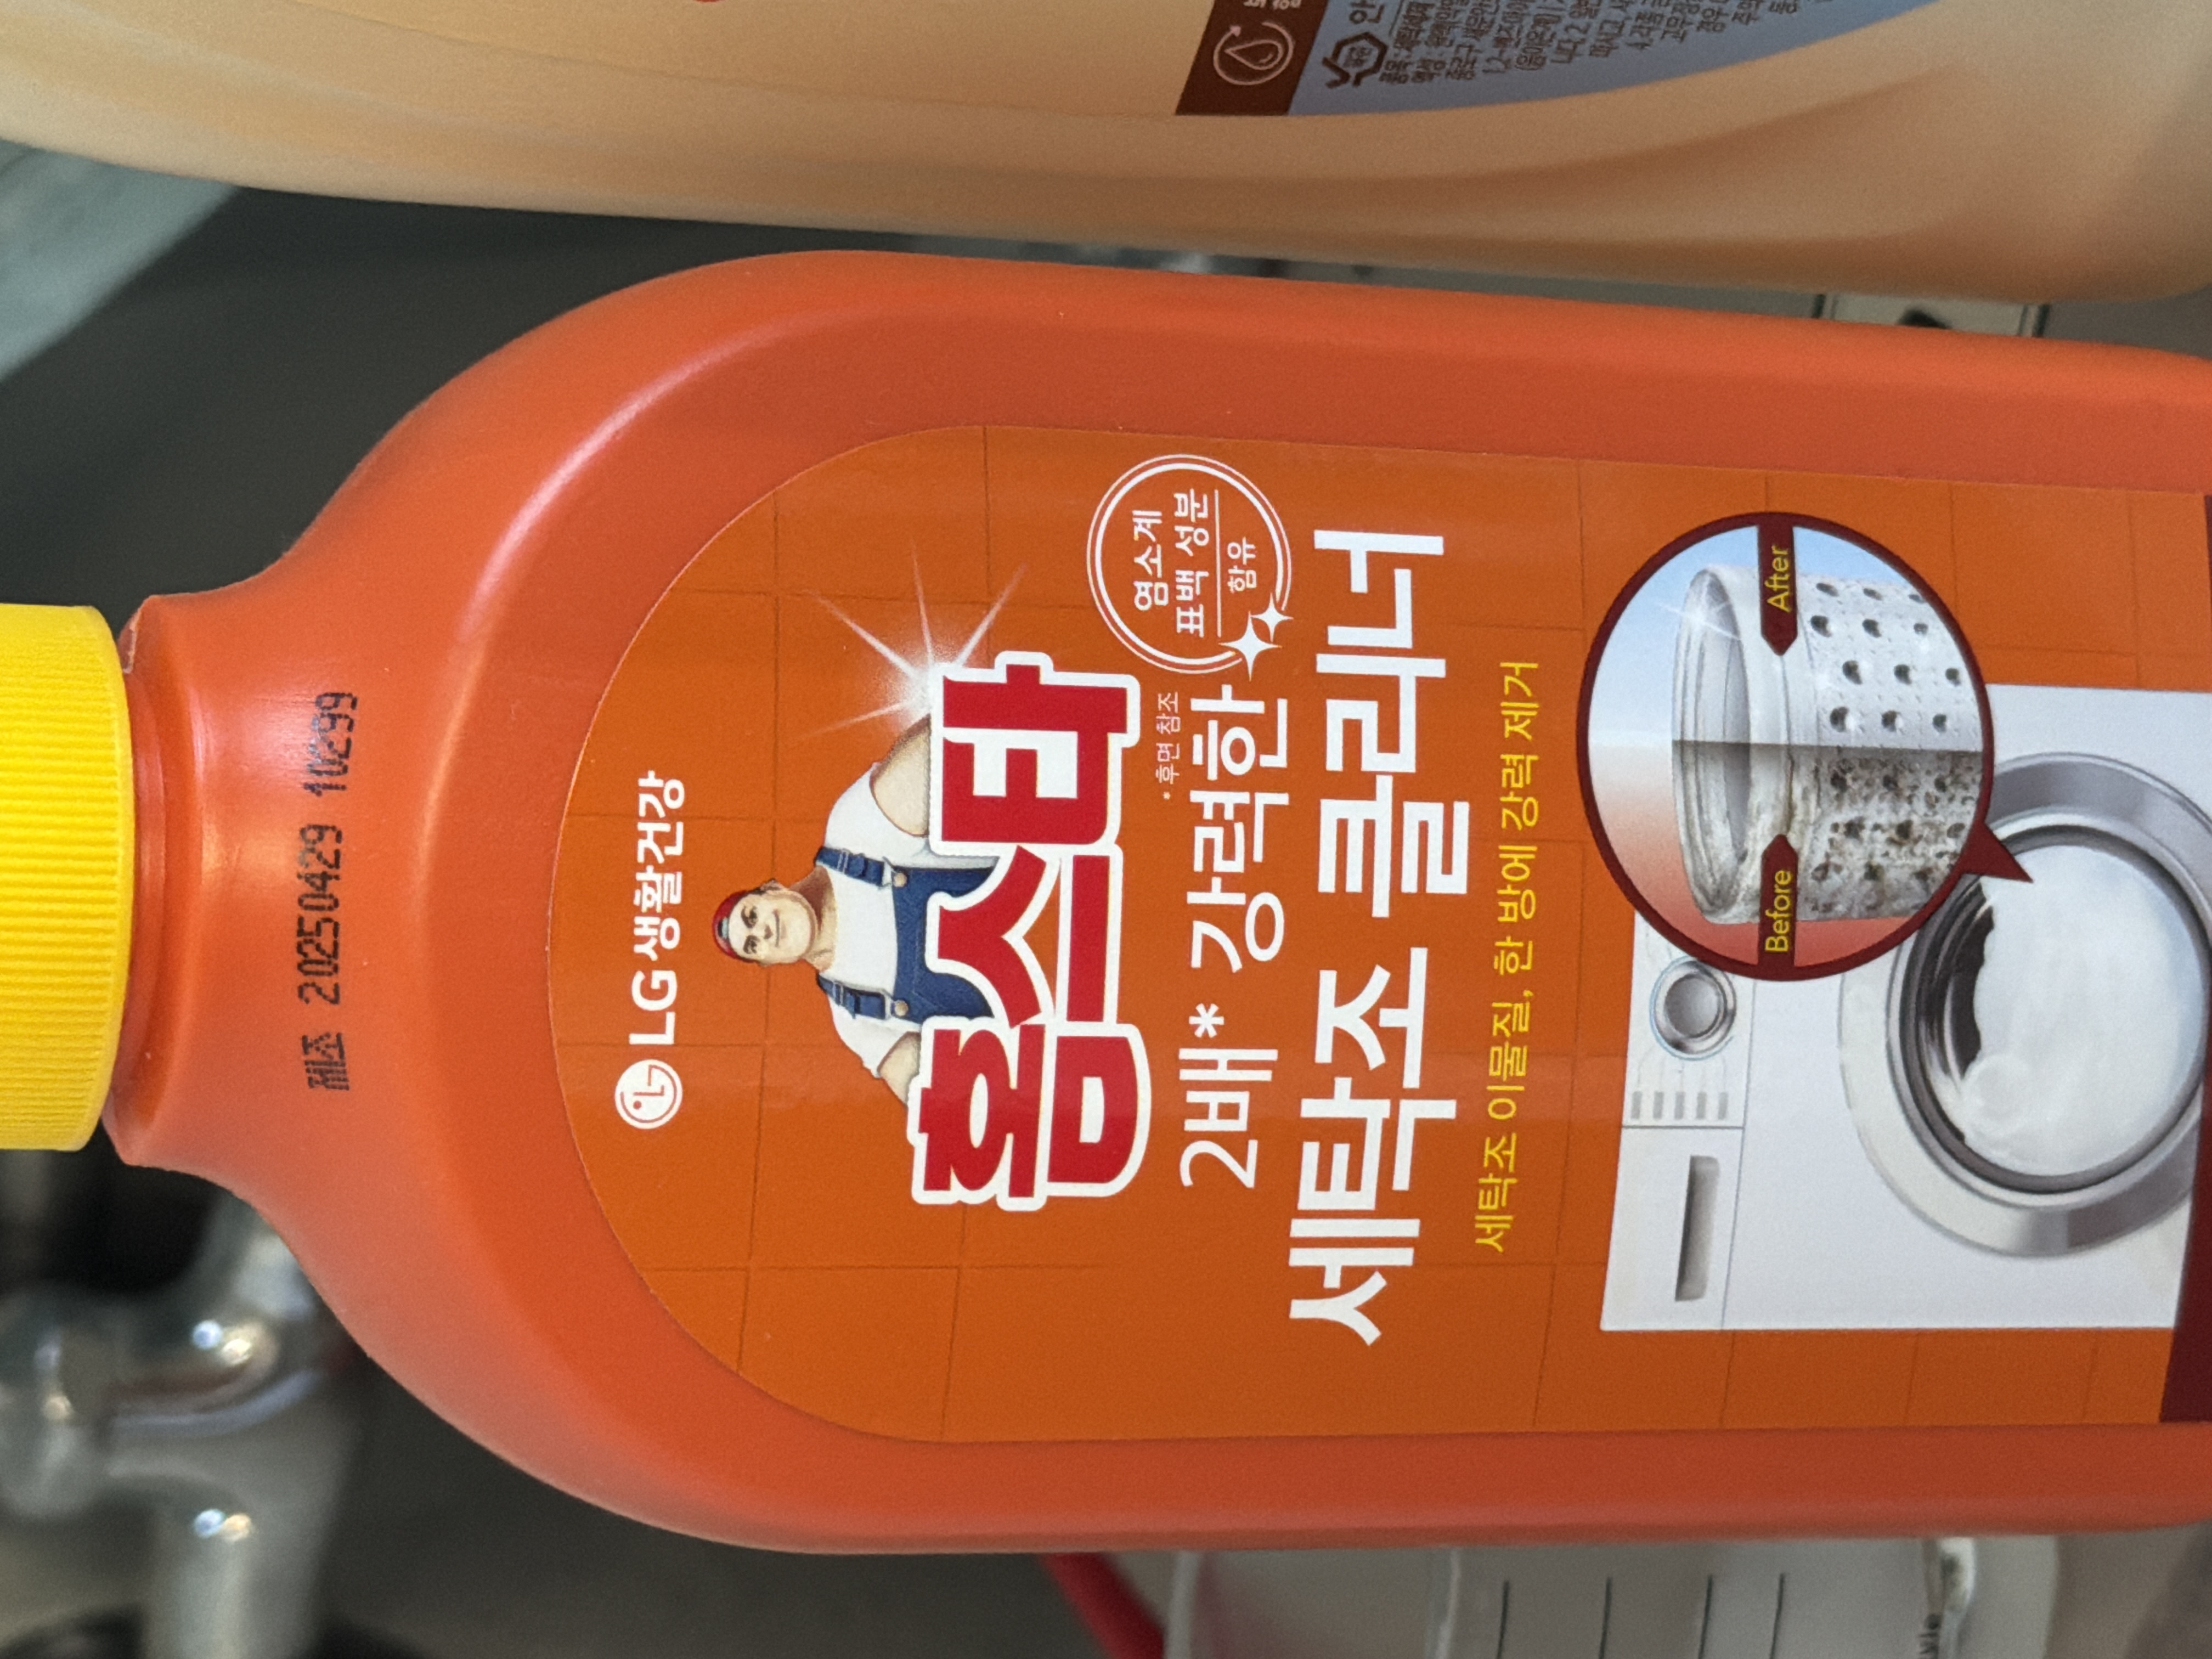 제조 20250429 10299
LG 생활건강
홈스타
염소계
표백 성분
함유
*후면 참조
2배* 강력한
세탁조 클리너
세탁조 이물질, 한 방에 강력 제거
Before
After